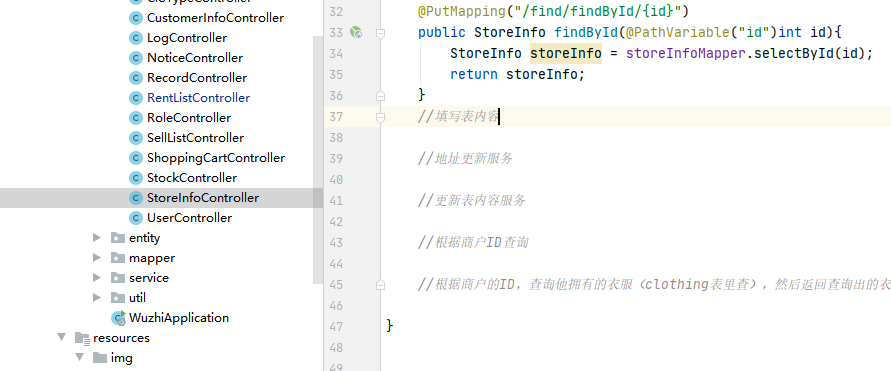 CustomerInfoController
LogController
NoticeController
RecordController
RentListController
RoleController
SellListController
ShoppingCartController
StockController
StoreInfoController
UserController
entity
mapper
service
util
WuzhiApplication
resources
img
32 @PutMapping("/find/findById/{id}")
33 public StoreInfo findById(@PathVariable("id")int id){
34 StoreInfo storeInfo = storeInfoMapper.selectById(id);
35 return storeInfo;
36 }
37 //填写表内容
38
39 //地址更新服务
40
41 //更新表内容服务
42
43 //根据商户ID查询
44
45 //根据商户的ID，查询他拥有的衣服（clothing表里查），然后返回查询出的衣
46
47 }
48
49